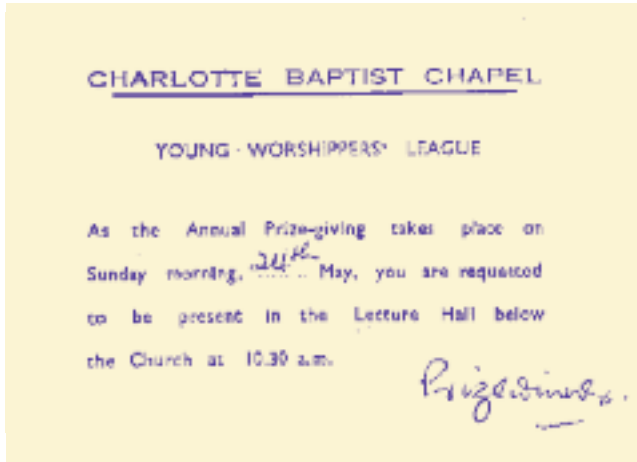 CHARLOTTE BAPTIST CHAPEL
YOUNG WORSHIPPERS' LEAGUE
As the Annual Prize-giving takes place on
Sunday morning, 24th May, you are requested
to be present in the Lecture Hall below
the Church at 10.30 a.m.